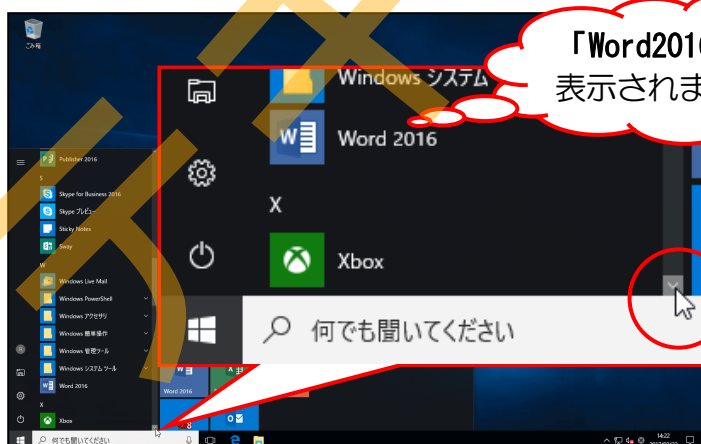 ごみ箱
「Word2016
表示されま
Windows システム
Word 2016
X
Xbox
何でも聞いてください
Publisher 2016
S
Skype for Business 2016
Skype プレビュー
Sticky Notes
Sway
W
Windows Live Mail
Windows PowerShell
Windows アクセサリ
Windows 簡単操作
Windows 管理ツール
Windows システム ツール
Word 2016
X
Xbox
何でも聞いてください
Word 2016
14:22